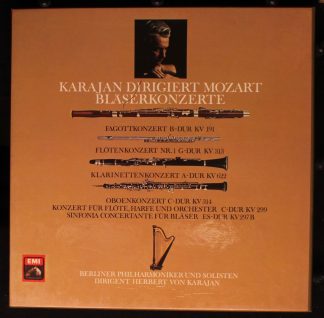 KARAJAN DiRIGIERT MOZART
BLÄSERKONZERTE
FAGOTTKONZERT B-DUR KV 191
FLÖTENKONZERT NR. 1 G-DUR KV 313
KLARINETTENKONZERT A-DUR KV 622
OBOENKONZERT C-DUR KV 314
KONZERT FÜR FLÖTE, HARFE UND ORCHESTER C-DUR KV 299
SINFONIA CONCERTANTE FÜR BLÄSER ES-DUR KV 297 B
EMI
BERLINER PHILHARMONIKER UND SOLISTEN
DIRIGENT HERBERT VON KARAJAN